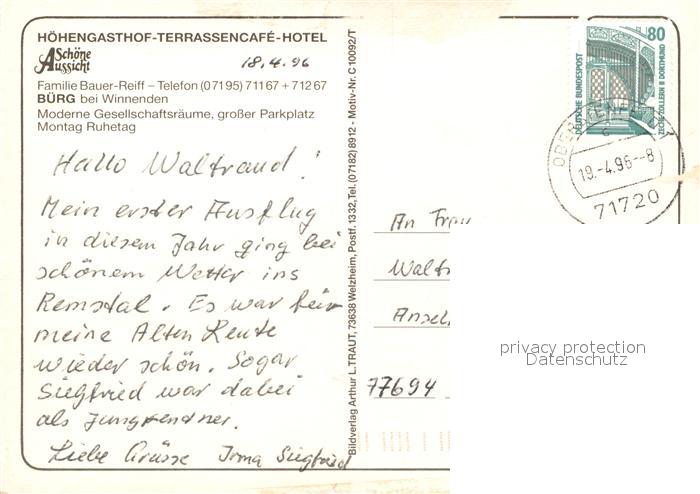 HÖHENGASTHOF-TERRASSENCAFÉ-HOTEL
Schöne
Aussicht
18.4.96
Familie Bauer-Reiff – Telefon (07195) 71167 + 71267
BÜRG bei Winnenden
Moderne Gesellschaftsräume, großer Parkplatz
Montag Ruhetag
Hallo Waltraud!
Mein erster Ausflug
in diesem Jahr ging bei
schönem Wetter ins
Remstal. Es war für
meine Alten Leute
wieder schön. Sogar
Siegfried war dabei
als Jungrentner.
Liebe Grüsse Irma Siegfried
Bildverlag Arthur L. TRAUT, 73638 Welzheim, Postf. 1332, Tel. (07182) 8912 - Motiv-Nr. C 10092/T
DEUTSCHE BUNDESPOST
80
ZECHE ZOLLERN II DORTMUND
19.-4.96--8
71720
An Frau
Walt
77694
privacy protection
Datenschutz